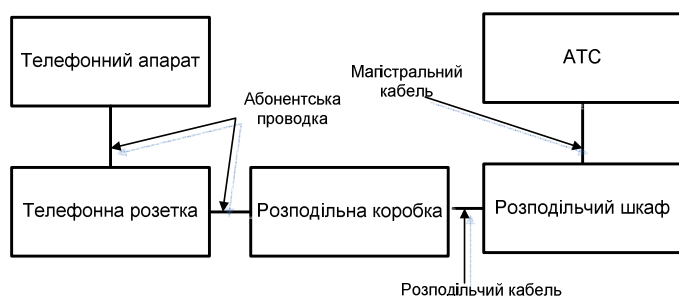 Телефонний апарат
АТС
Магістральний
кабель
Абонентська
проводка
Телефонна розетка
Розподільна коробка
Розподільчий шкаф
Розподільчий кабель